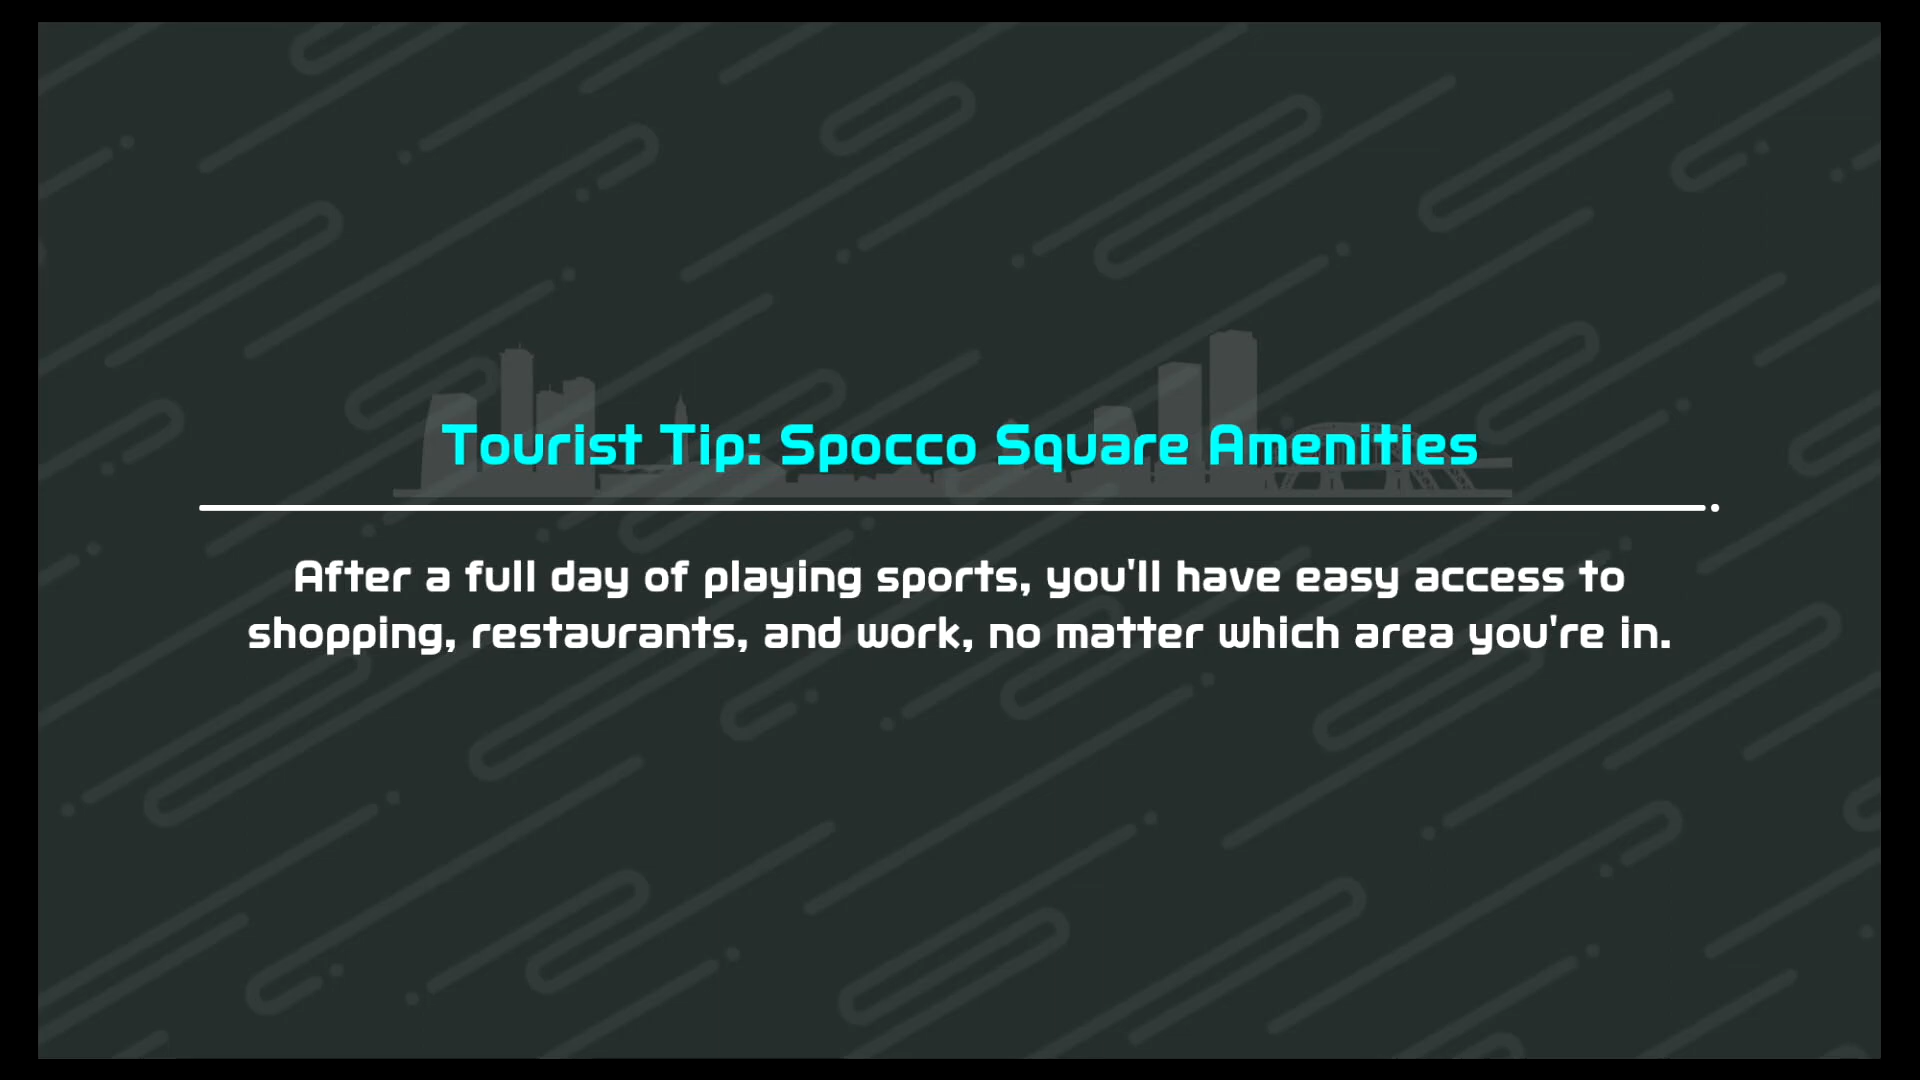 Tourist Tip: Spocco Square Amenities
After a full day of playing sports, you'll have easy access to
shopping, restaurants, and work, no matter which area you're in.